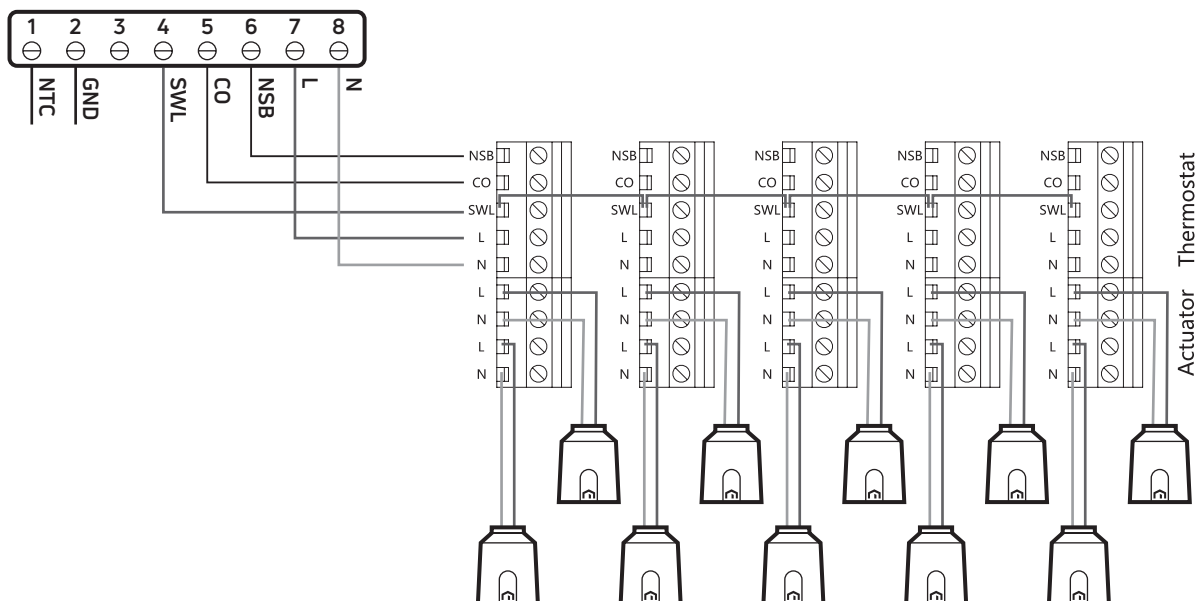 1 2 3 4 5 6 7 8
NTC GND SWL CO NSB L N
NSB NSB NSB NSB NSB
CO CO CO CO CO
SWL SWL SWL SWL SWL
L L L L L
N N N N N
Thermostat
L L L L L
N N N N N
L L L L L
N N N N N
Actuator